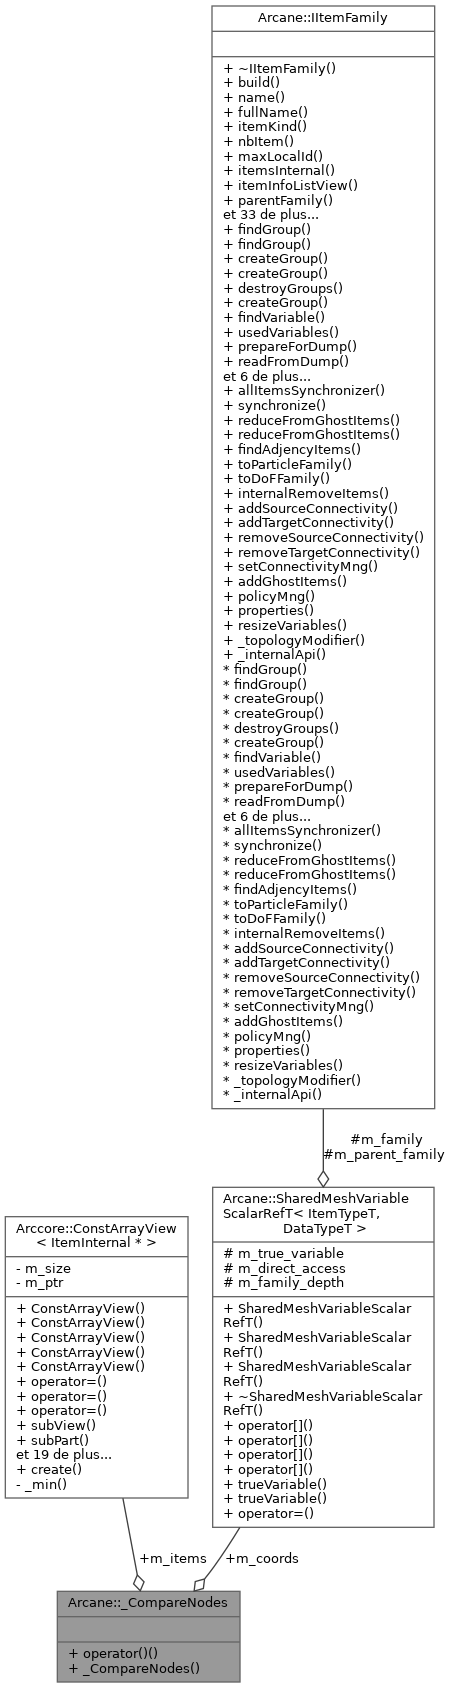 Arcane::IItemFamily
+ ~IItemFamily()
+ build()
+ name()
+ fullName()
+ itemKind()
+ nbItem()
+ maxLocalId()
+ itemsInternal()
+ itemInfoListView()
+ parentFamily()
et 33 de plus...
+ findGroup()
+ findGroup()
+ createGroup()
+ createGroup()
+ destroyGroups()
+ createGroup()
+ findVariable()
+ usedVariables()
+ prepareForDump()
+ readFromDump()
et 6 de plus...
+ allItemsSynchronizer()
+ synchronize()
+ reduceFromGhostItems()
+ reduceFromGhostItems()
+ findAdjencyItems()
+ toParticleFamily()
+ toDoFFamily()
+ internalRemoveItems()
+ addSourceConnectivity()
+ addTargetConnectivity()
+ removeSourceConnectivity()
+ removeTargetConnectivity()
+ setConnectivityMng()
+ addGhostItems()
+ policyMng()
+ properties()
+ resizeVariables()
+ _topologyModifier()
+ _internalApi()
* findGroup()
* findGroup()
* createGroup()
* createGroup()
* destroyGroups()
* createGroup()
* findVariable()
* usedVariables()
* prepareForDump()
* readFromDump()
et 6 de plus...
* allItemsSynchronizer()
* synchronize()
* reduceFromGhostItems()
* reduceFromGhostItems()
* findAdjencyItems()
* toParticleFamily()
* toDoFFamily()
* internalRemoveItems()
* addSourceConnectivity()
* addTargetConnectivity()
* removeSourceConnectivity()
* removeTargetConnectivity()
* setConnectivityMng()
* addGhostItems()
* policyMng()
* properties()
* resizeVariables()
* _topologyModifier()
* _internalApi()
#m_family
#m_parent_family
Arccore::ConstArrayView
< ItemInternal * >
- m_size
- m_ptr
+ ConstArrayView()
+ ConstArrayView()
+ ConstArrayView()
+ ConstArrayView()
+ ConstArrayView()
+ operator=()
+ operator=()
+ operator=()
+ subView()
+ subPart()
et 19 de plus...
+ create()
- _min()
Arcane::SharedMeshVariable
ScalarRefT< ItemTypeT,
DataTypeT >
# m_true_variable
# m_direct_access
# m_family_depth
+ SharedMeshVariableScalar
RefT()
+ SharedMeshVariableScalar
RefT()
+ SharedMeshVariableScalar
RefT()
+ ~SharedMeshVariableScalar
RefT()
+ operator[]()
+ operator[]()
+ operator[]()
+ operator[]()
+ trueVariable()
+ trueVariable()
+ operator=()
+m_items
+m_coords
Arcane::_CompareNodes
+ operator()()
+ _CompareNodes()